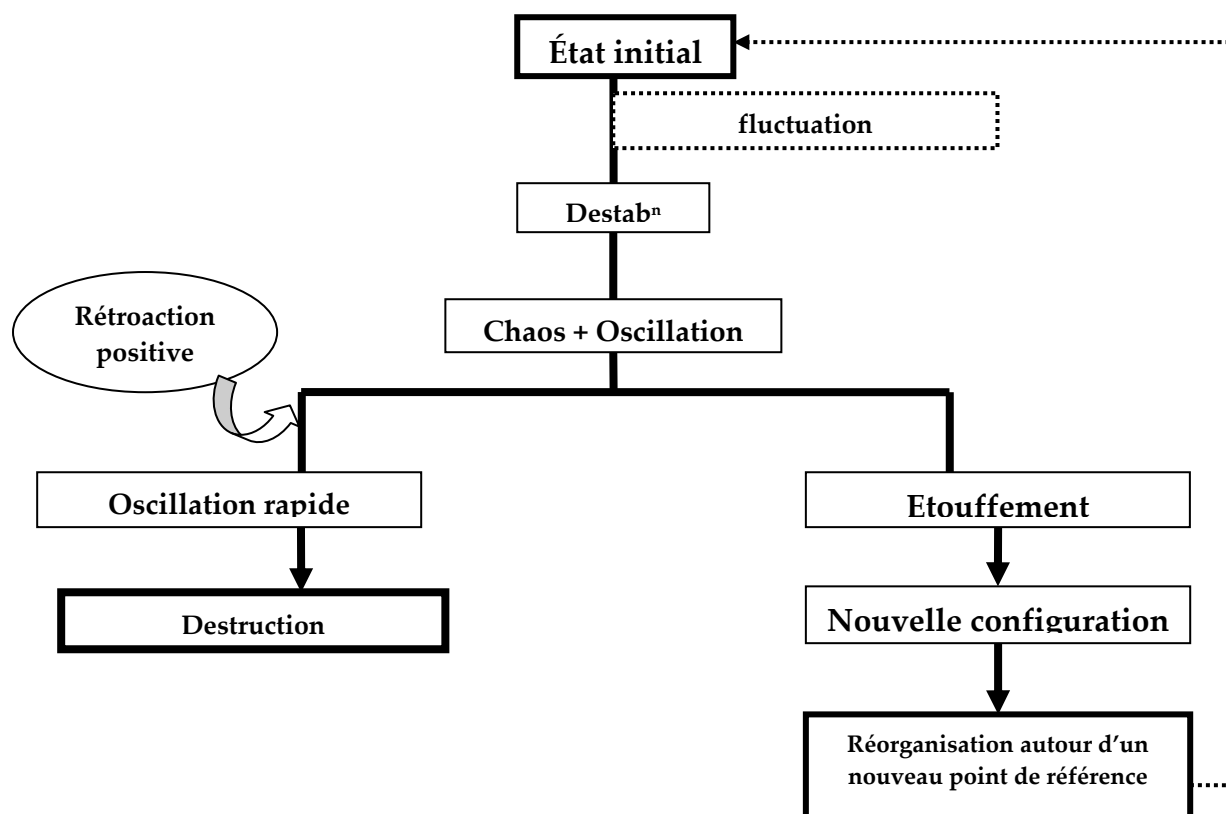 État initial
fluctuation
Destabⁿ
Chaos + Oscillation
Rétroaction
positive
Oscillation rapide
Etouffement
Destruction
Nouvelle configuration
Réorganisation autour d’un
nouveau point de référence